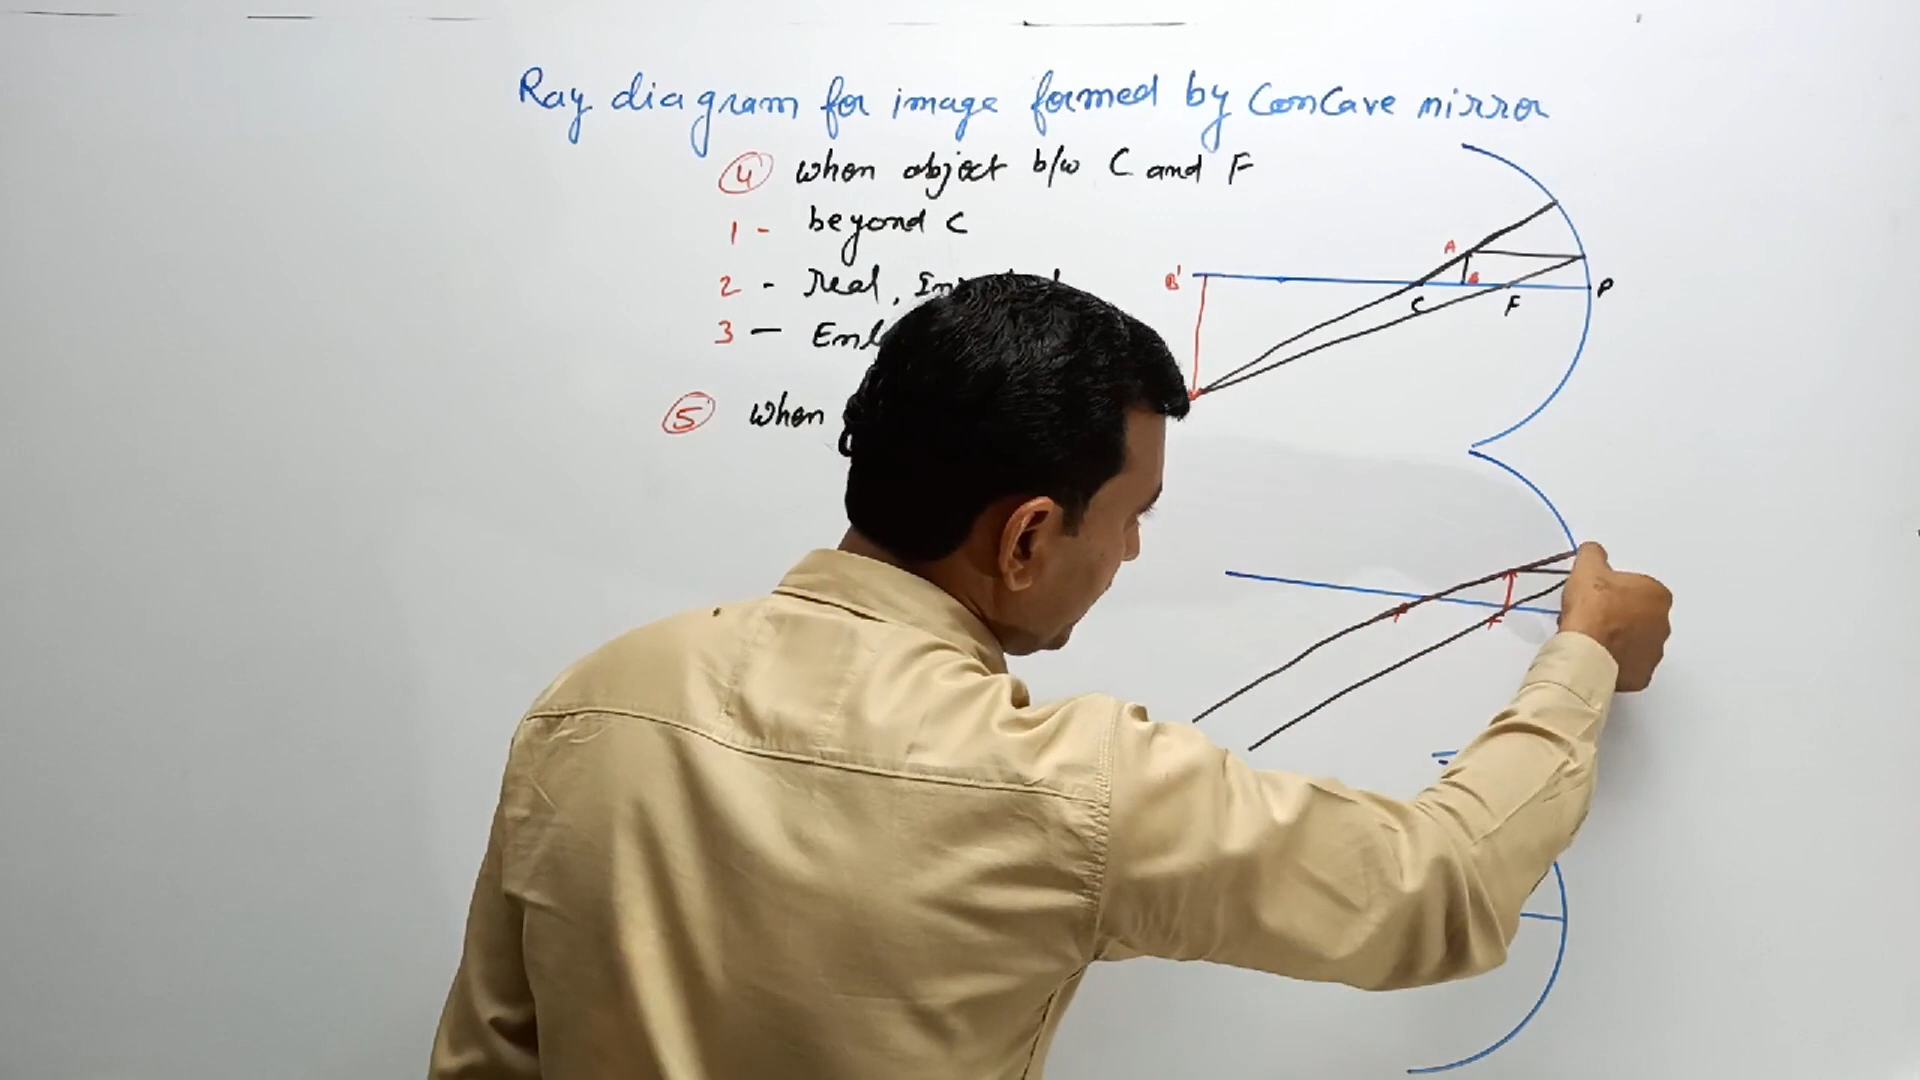 Ray diagram for image formed by Concave mirror
4 when object b/w C and F
1 - beyond C
2 - Real,
3 -
5 when
A
B'
B
C
F
P